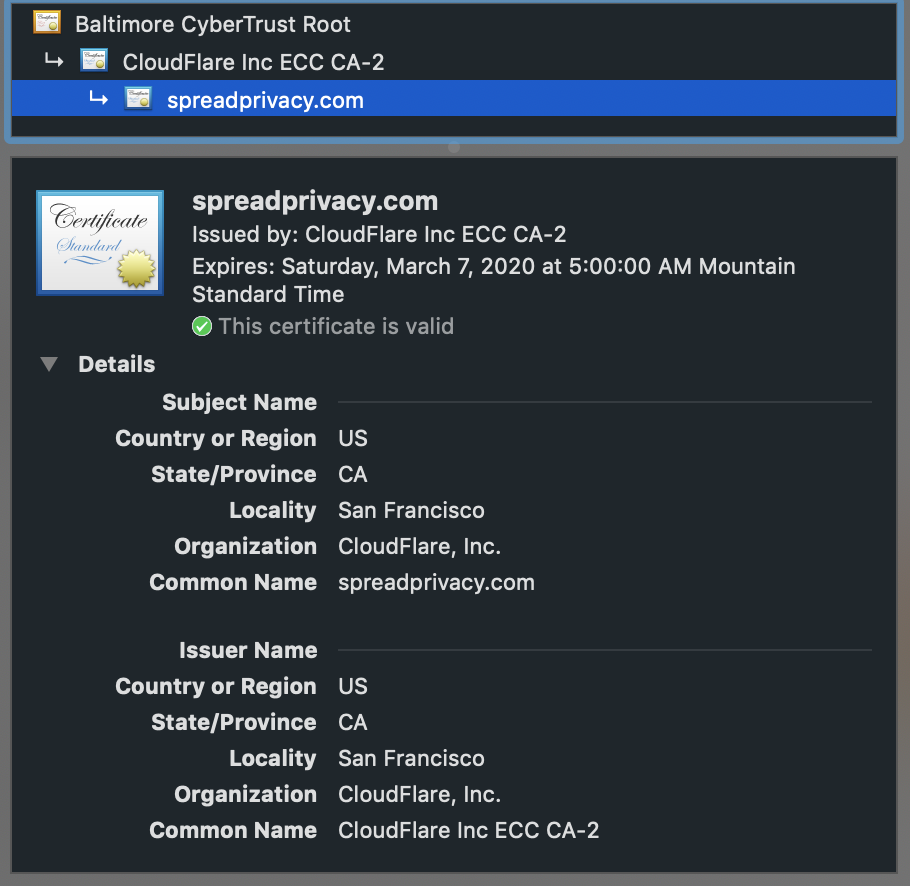 Baltimore CyberTrust Root
CloudFlare Inc ECC CA-2
spreadprivacy.com
Certificate
Standard
spreadprivacy.com
Issued by: CloudFlare Inc ECC CA-2
Expires: Saturday, March 7, 2020 at 5:00:00 AM Mountain
Standard Time
This certificate is valid
Details
Subject Name
Country or Region US
State/Province CA
Locality San Francisco
Organization CloudFlare, Inc.
Common Name spreadprivacy.com
Issuer Name
Country or Region US
State/Province CA
Locality San Francisco
Organization CloudFlare, Inc.
Common Name CloudFlare Inc ECC CA-2